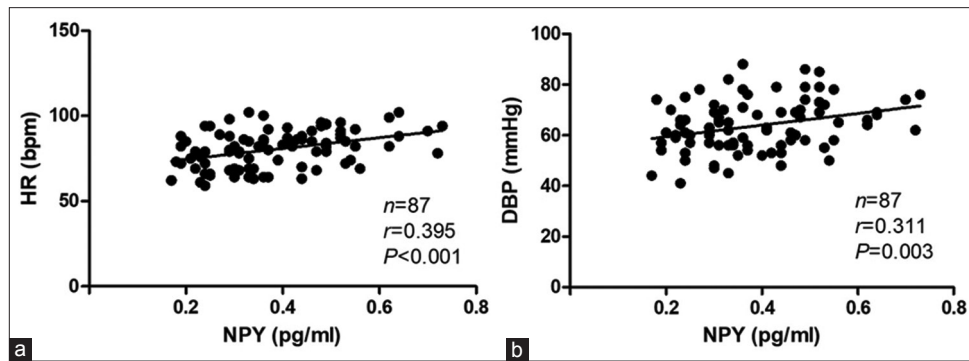 150
100
50
0
HR (bpm)
n=87
r=0.395
P<0.001
0.2 0.4 0.6 0.8
NPY (pg/ml)
a
100
80
60
40
20
0
DBP (mmHg)
n=87
r=0.311
P=0.003
0.2 0.4 0.6 0.8
NPY (pg/ml)
b